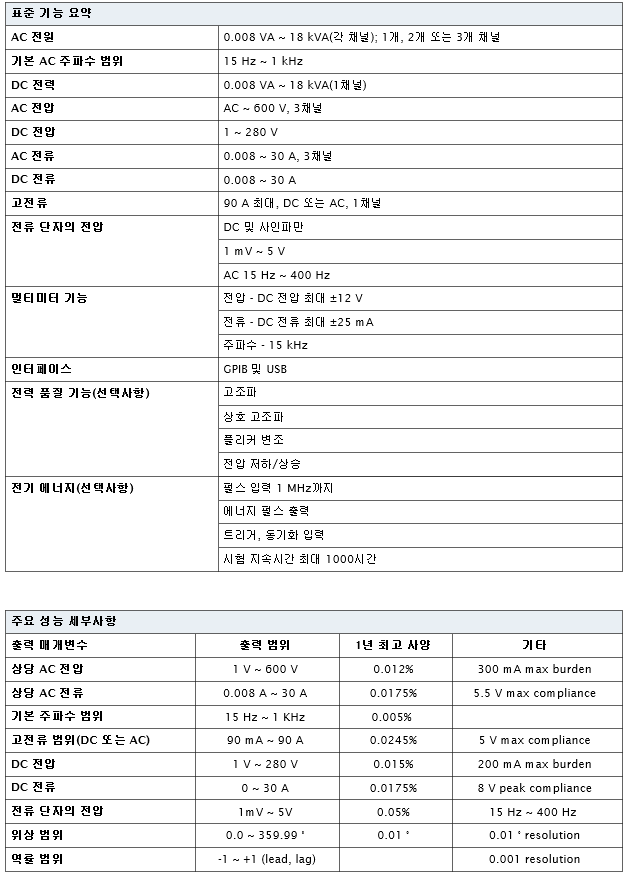 표준 기능 요약
AC 전원 0.008 VA ~ 18 kVA(각 채널); 1개, 2개 또는 3개 채널
기본 AC 주파수 범위 15 Hz ~ 1 kHz
DC 전력 0.008 VA ~ 18 kVA(1채널)
AC 전압 AC ~ 600 V, 3채널
DC 전압 1 ~ 280 V
AC 전류 0.008 ~ 30 A, 3채널
DC 전류 0.008 ~ 30 A
고전류 90 A 최대, DC 또는 AC, 1채널
전류 단자의 전압 DC 및 사인파만
1 mV ~ 5 V
AC 15 Hz ~ 400 Hz
멀티미터 기능 전압 - DC 전압 최대 ±12 V
전류 - DC 전류 최대 ±25 mA
주파수 - 15 kHz
인터페이스 GPIB 및 USB
전력 품질 기능(선택사항) 고조파
상호 고조파
플리커 변조
전압 저하/상승
전기 에너지(선택사항) 펄스 입력 1 MHz까지
에너지 펄스 출력
트리거, 동기화 입력
시험 지속시간 최대 1000시간
주요 성능 세부사항
출력 매개변수 출력 범위 1년 최고 사양 기타
상당 AC 전압 1 V ~ 600 V 0.012% 300 mA max burden
상당 AC 전류 0.008 A ~ 30 A 0.0175% 5.5 V max compliance
기본 주파수 범위 15 Hz ~ 1 KHz 0.005%
고전류 범위(DC 또는 AC) 90 mA ~ 90 A 0.0245% 5 V max compliance
DC 전압 1 V ~ 280 V 0.015% 200 mA max burden
DC 전류 0 ~ 30 A 0.0175% 8 V peak compliance
전류 단자의 전압 1mV ~ 5V 0.05% 15 Hz ~ 400 Hz
위상 범위 0.0 ~ 359.99 ° 0.01 ° 0.01 ° resolution
역률 범위 -1 ~ +1 (lead, lag) 0.001 resolution